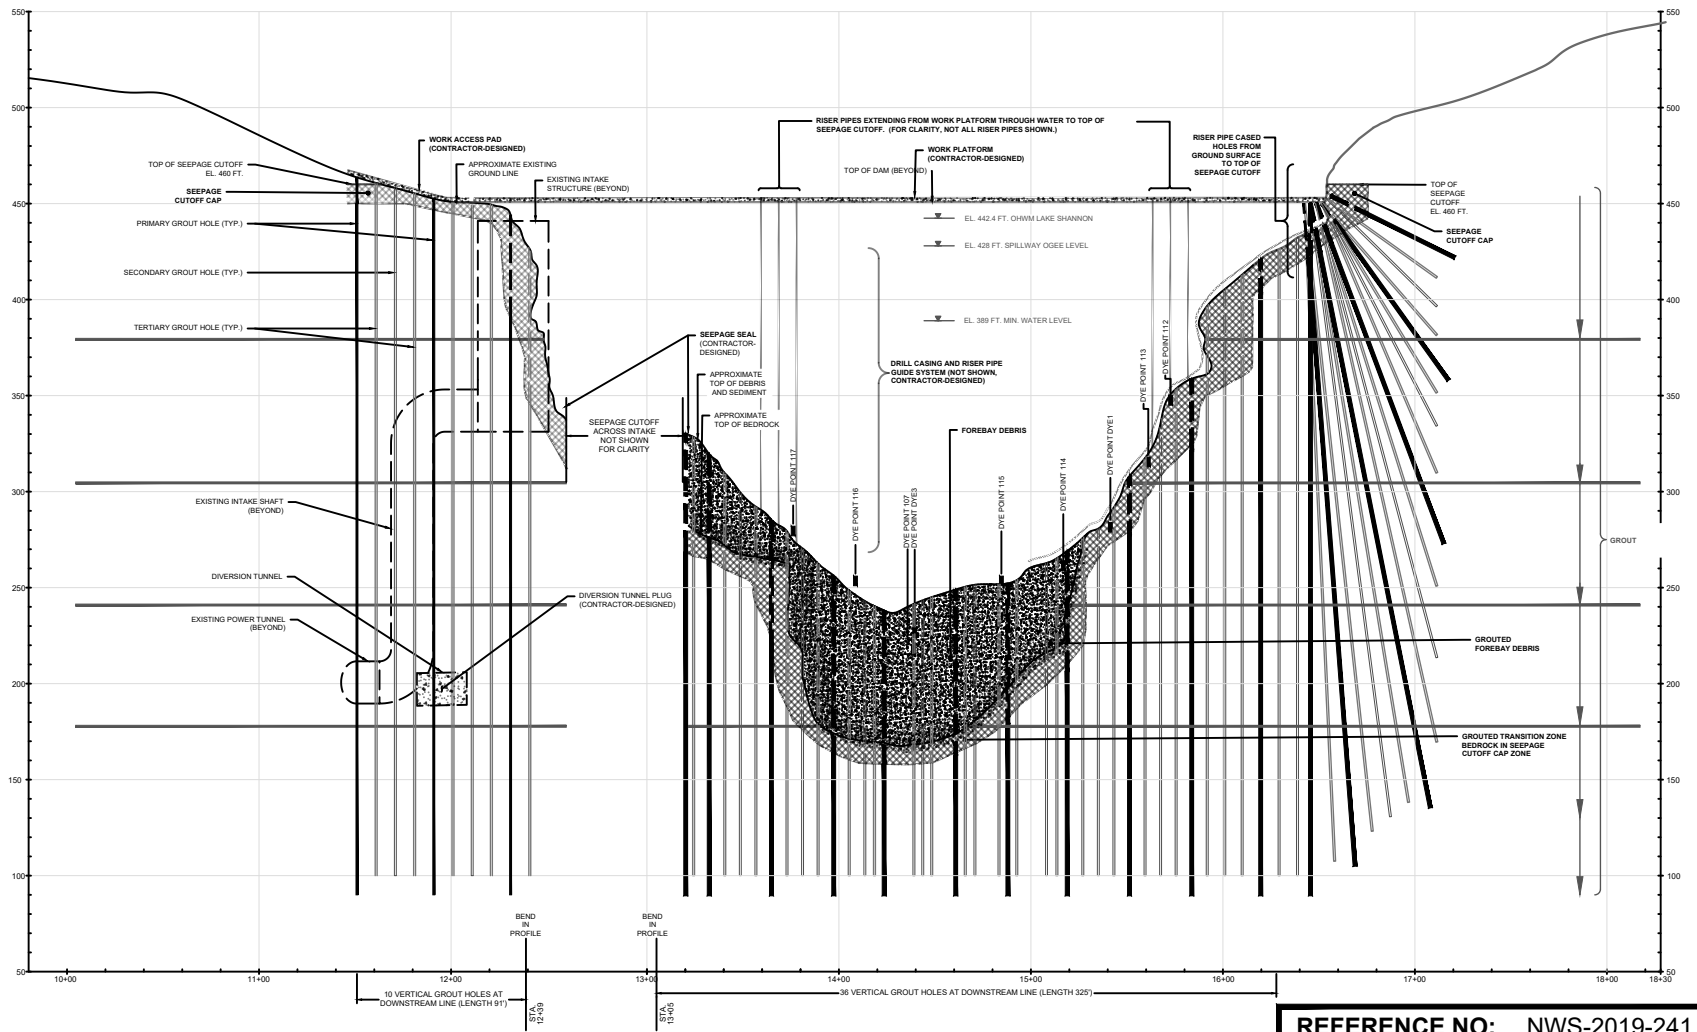 550
500
450
400
350
300
250
200
150
100
50
550
500
450
400
350
300
250
200
150
100
50
WORK ACCESS PAD
(CONTRACTOR-DESIGNED)
TOP OF SEEPAGE CUTOFF
EL. 460 FT.
APPROXIMATE EXISTING
GROUND LINE
SEEPAGE
CUTOFF CAP
EXISTING INTAKE
STRUCTURE (BEYOND)
PRIMARY GROUT HOLE (TYP.)
SECONDARY GROUT HOLE (TYP.)
TERTIARY GROUT HOLE (TYP.)
RISER PIPES EXTENDING FROM WORK PLATFORM THROUGH WATER TO TOP OF
SEEPAGE CUTOFF. (FOR CLARITY, NOT ALL RISER PIPES SHOWN.)
WORK PLATFORM
(CONTRACTOR-DESIGNED)
TOP OF DAM (BEYOND)
RISER PIPE CASED
HOLES FROM
GROUND SURFACE
TO TOP OF
SEEPAGE CUTOFF
TOP OF
SEEPAGE
CUTOFF
EL. 460 FT.
SEEPAGE
CUTOFF CAP
EL. 442.4 FT. OHWM LAKE SHANNON
EL. 428 FT. SPILLWAY OGEE LEVEL
EL. 389 FT. MIN. WATER LEVEL
SEEPAGE SEAL
(CONTRACTOR-
DESIGNED)
APPROXIMATE
TOP OF DEBRIS
AND SEDIMENT
APPROXIMATE
TOP OF BEDROCK
SEEPAGE CUTOFF
ACROSS INTAKE
NOT SHOWN
FOR CLARITY
DRILL CASING AND RISER PIPE
GUIDE SYSTEM (NOT SHOWN,
CONTRACTOR-DESIGNED)
FOREBAY DEBRIS
DYE POINT 117
DYE POINT 116
DYE POINT 107
DYE POINT DYE3
DYE POINT 115
DYE POINT 114
DYE POINT DYE1
DYE POINT 113
DYE POINT 112
EXISTING INTAKE SHAFT
(BEYOND)
DIVERSION TUNNEL
DIVERSION TUNNEL PLUG
(CONTRACTOR-DESIGNED)
EXISTING POWER TUNNEL
(BEYOND)
GROUT
GROUTED
FOREBAY DEBRIS
GROUTED TRANSITION ZONE
BEDROCK IN SEEPAGE
CUTOFF CAP ZONE
BEND
IN
PROFILE
BEND
IN
PROFILE
10+00
11+00
12+00
13+00
14+00
15+00
16+00
17+00
18+00
18+30
10 VERTICAL GROUT HOLES AT
DOWNSTREAM LINE (LENGTH 91')
STA.
12+39
STA.
13+05
36 VERTICAL GROUT HOLES AT DOWNSTREAM LINE (LENGTH 325')
REFERENCE NO: NWS-2019-241